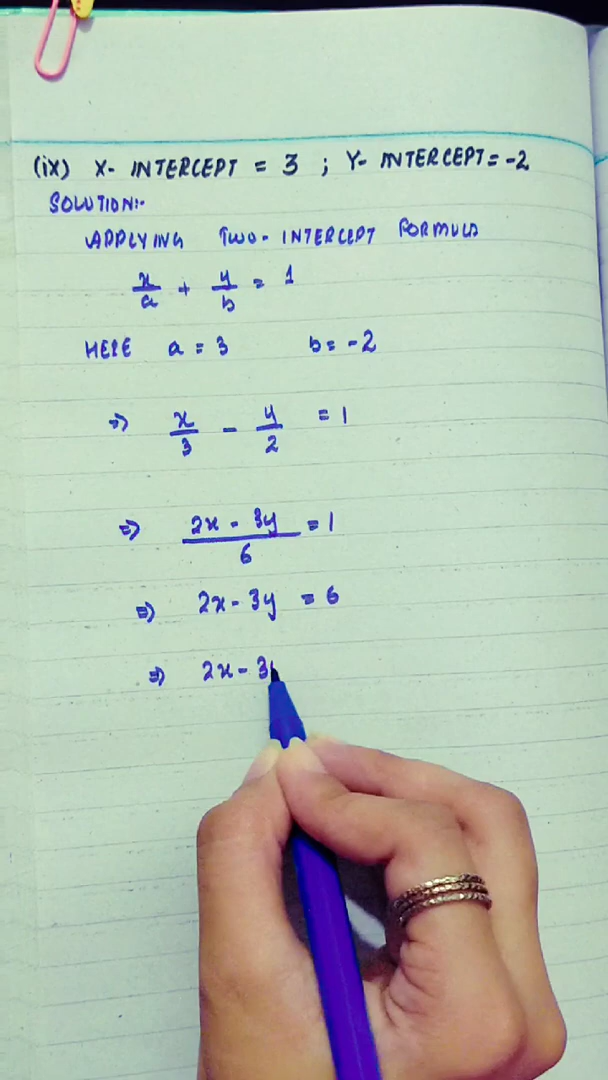 (ix) X- INTERCEPT = 3 ; Y- INTERCEPT = -2
SOLUTION:-
APPLYING TWO-INTERCEPT FORMULA
x/a + y/b = 1
HERE a = 3 b = -2
⇒ x/3 - y/2 = 1
⇒ 2x - 3y/6 = 1
⇒ 2x - 3y = 6
⇒ 2x - 3y